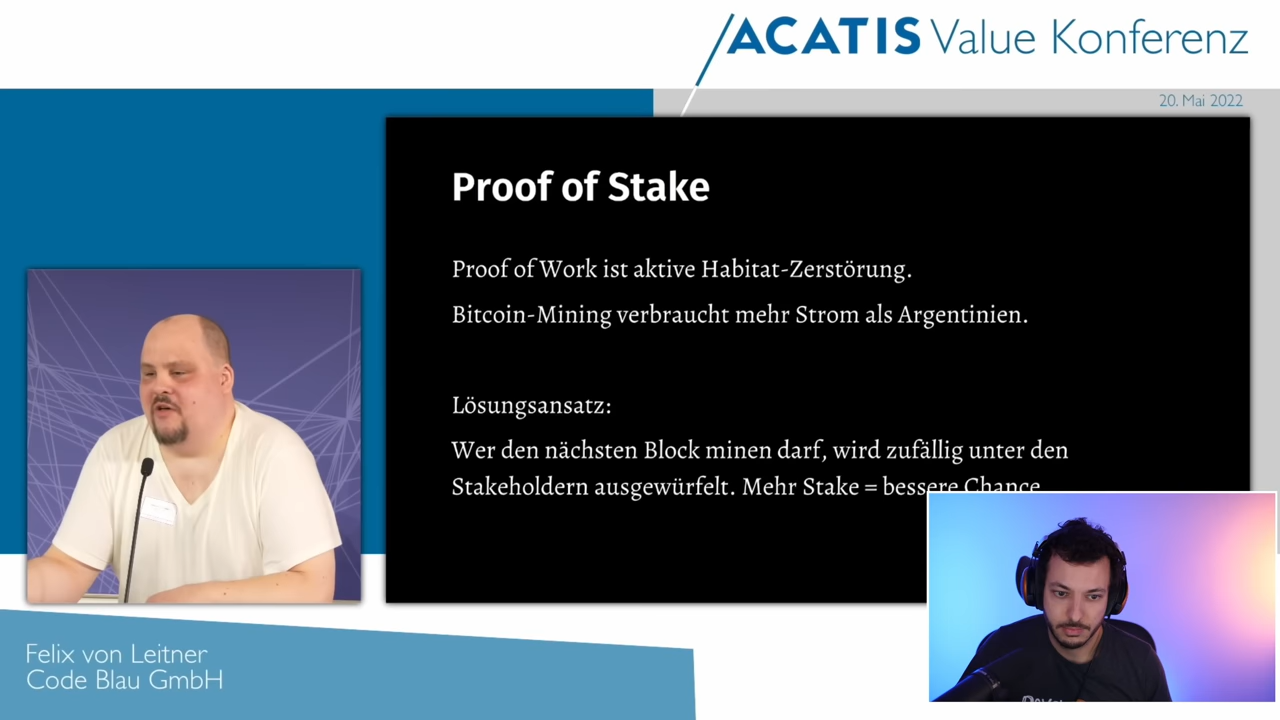 ACATIS Value Konferenz
20. Mai 2022
Proof of Stake
Proof of Work ist aktive Habitat-Zerstörung.
Bitcoin-Mining verbraucht mehr Strom als Argentinien.
Lösungsansatz:
Wer den nächsten Block minen darf, wird zufällig unter den
Stakeholdern ausgewürfelt. Mehr Stake = bessere Chance
Felix von Leitner
Code Blau GmbH